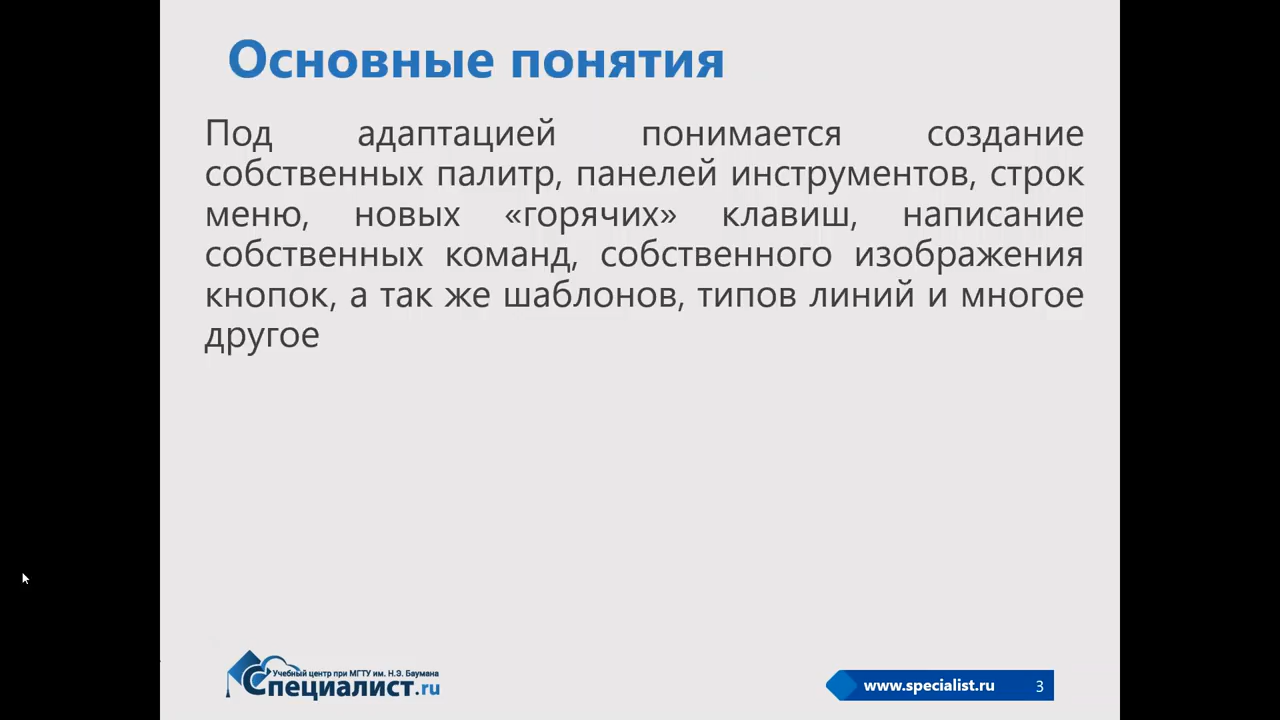 Основные понятия
Под адаптацией понимается создание
собственных палитр, панелей инструментов, строк
меню, новых «горячих» клавиш, написание
собственных команд, собственного изображения
кнопок, а так же шаблонов, типов линий и многое
другое
Учебный центр при МГТУ им. Н.Э. Баумана
Специалист.ru
www.specialist.ru 3